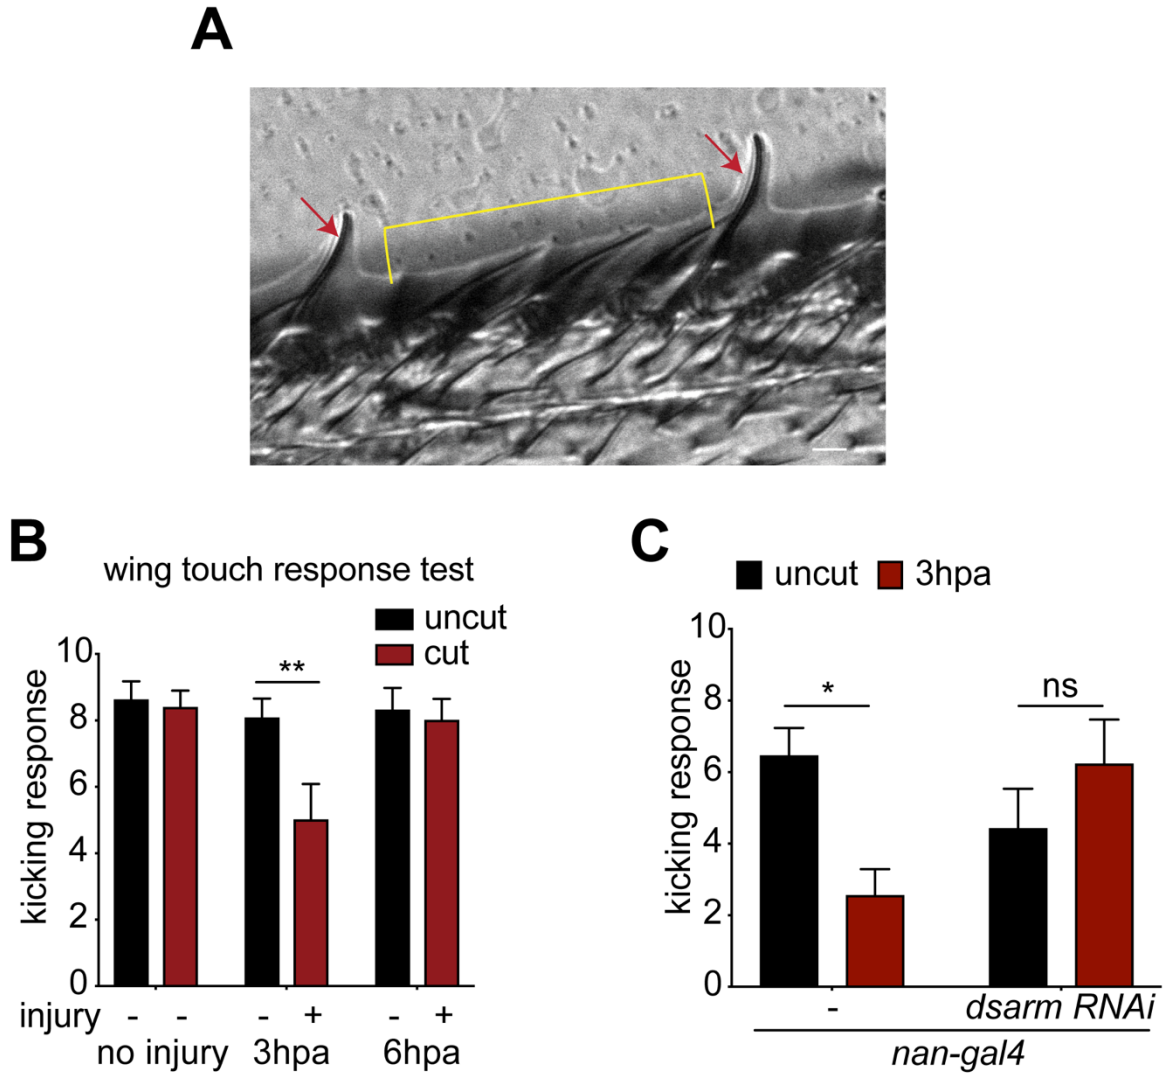 A
B
wing touch response test
uncut
cut
**
kicking response
10
8
6
4
2
0
injury - - - + - +
no injury 3hpa 6hpa
C
uncut 3hpa
* ns
kicking response
10
8
6
4
2
0
- dsarm RNAi
nan-gal4